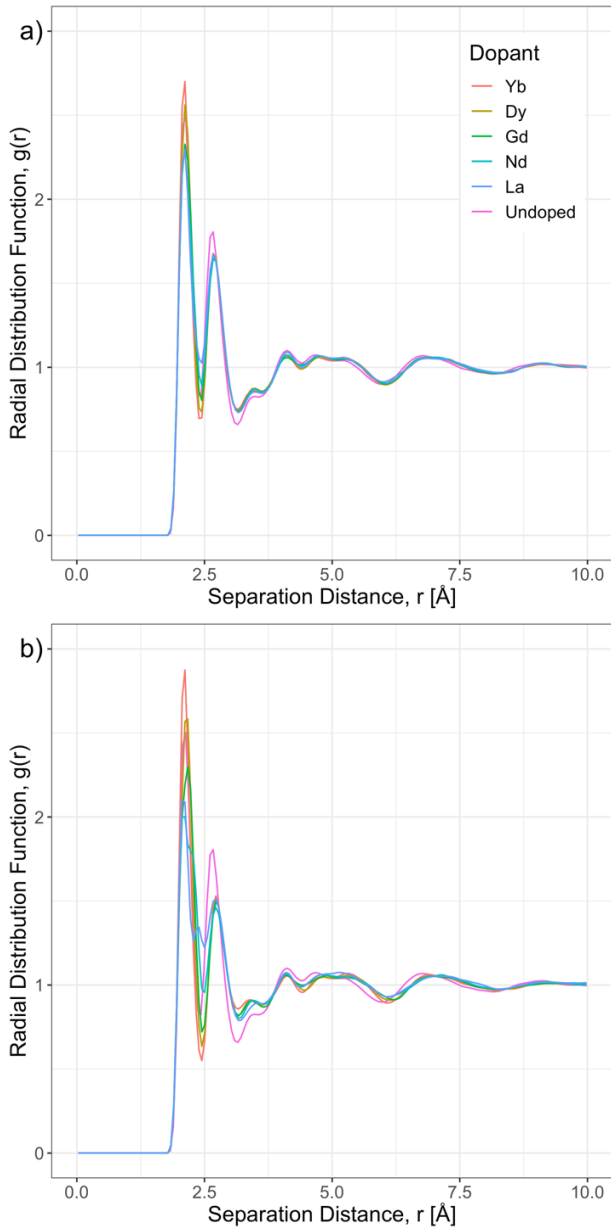 a)
Radial Distribution Function, g(r)
2
1
0
Dopant
Yb
Dy
Gd
Nd
La
Undoped
0.0 2.5 5.0 7.5 10.0
Separation Distance, r [Å]
b)
Radial Distribution Function, g(r)
2
1
0
0.0 2.5 5.0 7.5 10.0
Separation Distance, r [Å]